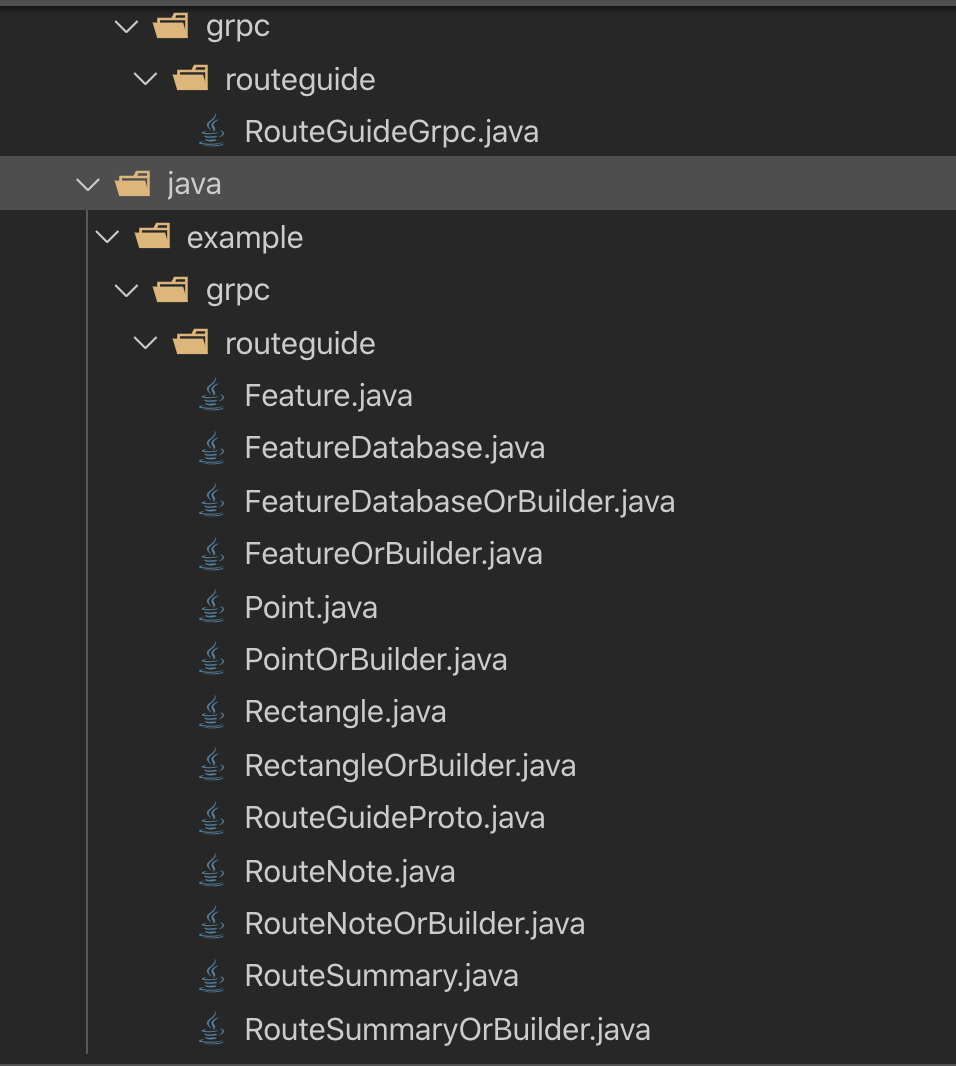 grpc
routeguide
RouteGuideGrpc.java
java
example
grpc
routeguide
Feature.java
FeatureDatabase.java
FeatureDatabaseOrBuilder.java
FeatureOrBuilder.java
Point.java
PointOrBuilder.java
Rectangle.java
RectangleOrBuilder.java
RouteGuideProto.java
RouteNote.java
RouteNoteOrBuilder.java
RouteSummary.java
RouteSummaryOrBuilder.java